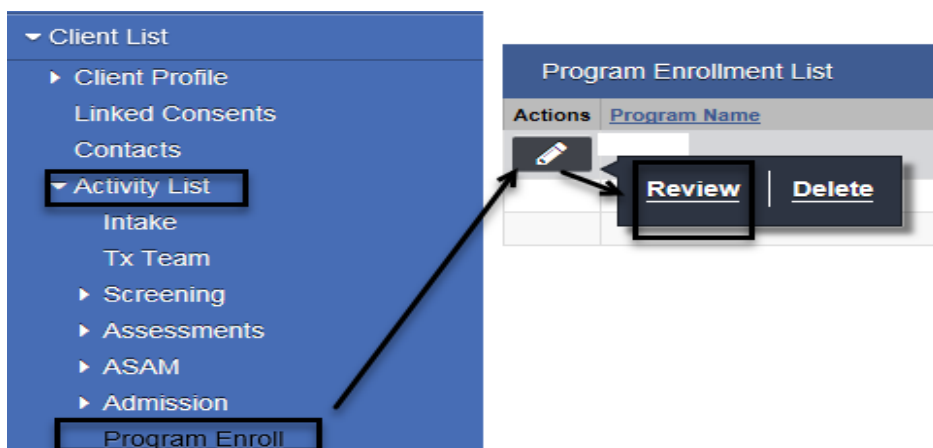 Client List
Client Profile
Linked Consents
Contacts
Activity List
Intake
Tx Team
Screening
Assessments
ASAM
Admission
Program Enroll
Program Enrollment List
Actions Program Name
Review Delete